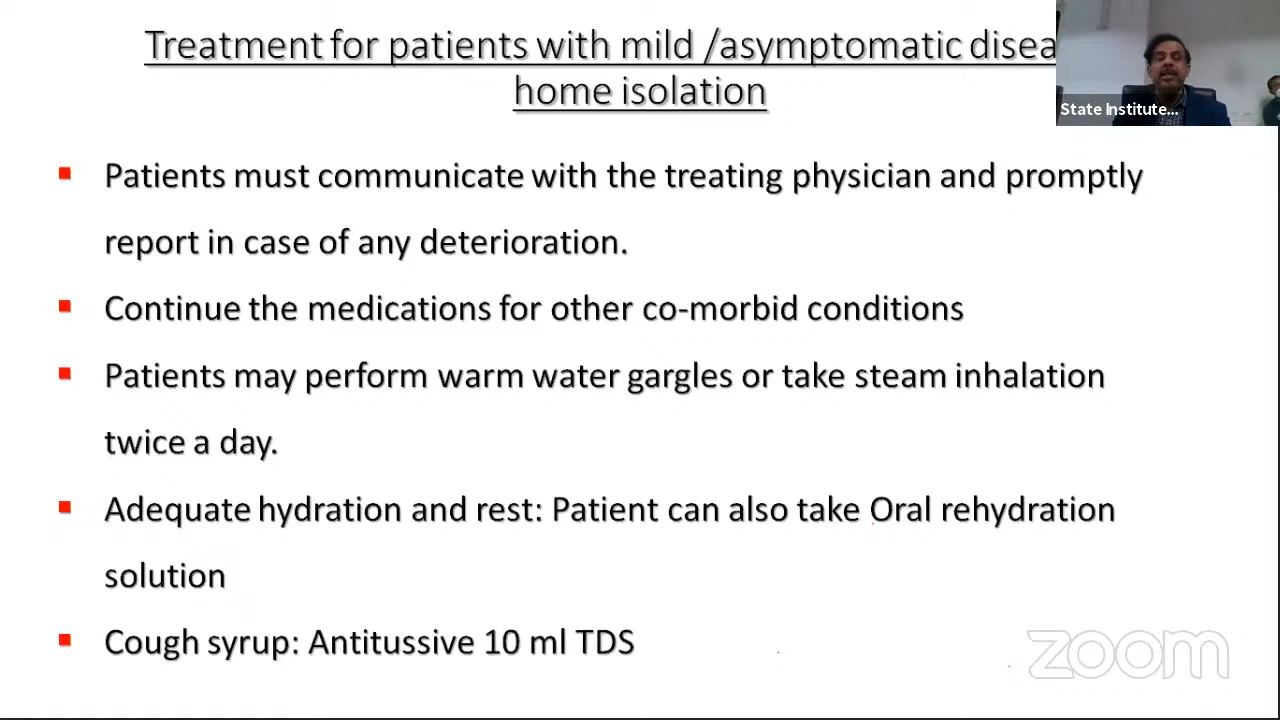 Treatment for patients with mild /asymptomatic
home isolation
State Institute...
Patients must communicate with the treating physician and promptly
report in case of any deterioration.
Continue the medications for other co-morbid conditions
Patients may perform warm water gargles or take steam inhalation
twice a day.
Adequate hydration and rest: Patient can also take Oral rehydration
solution
Cough syrup: Antitussive 10 ml TDS
zoom